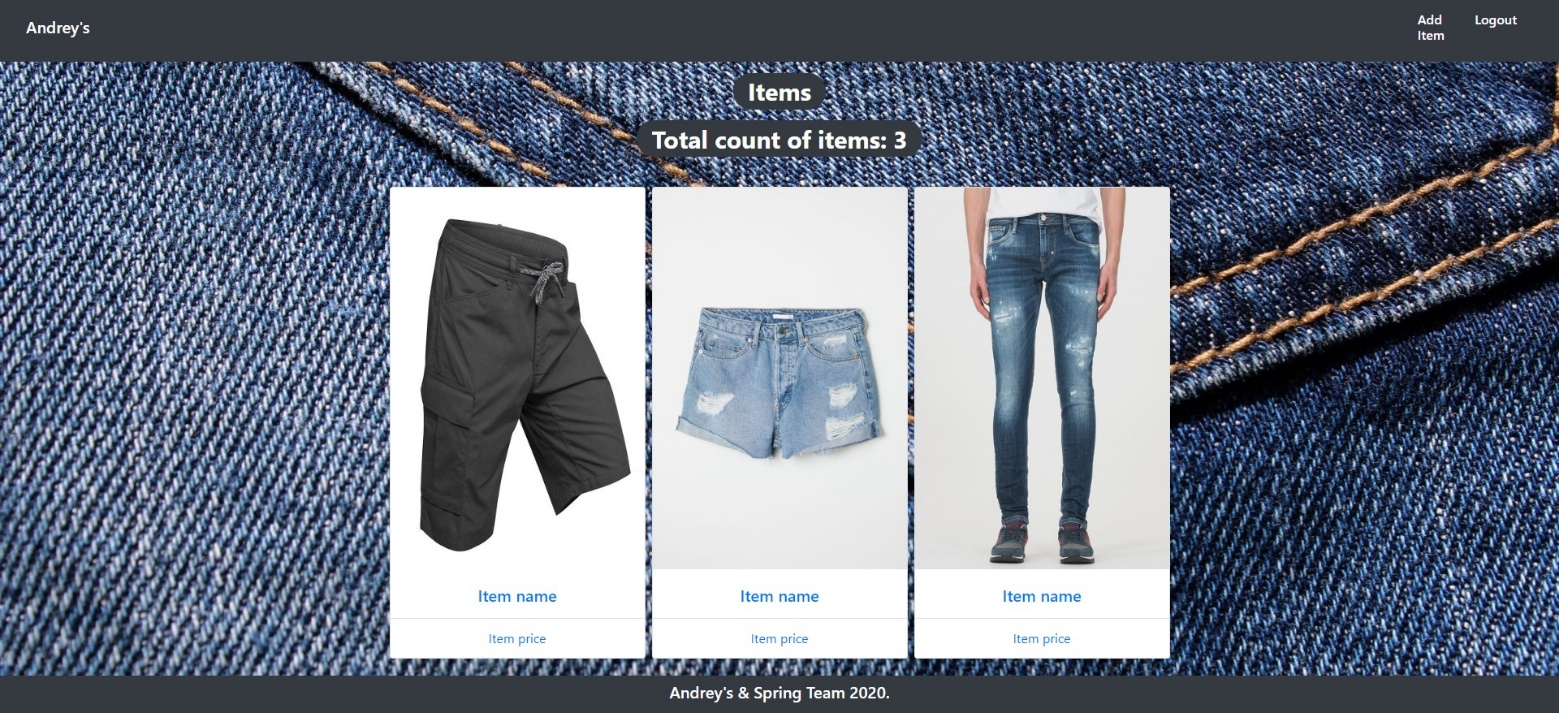 Andrey's
Add
Item
Logout
Items
Total count of items: 3
Item name
Item name
Item name
Item price
Item price
Item price
Andrey's & Spring Team 2020.